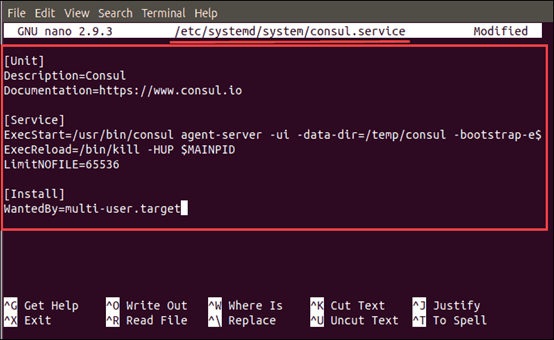 File Edit View Search Terminal Help
GNU nano 2.9.3 /etc/systemd/system/consul.service Modified
[Unit]
Description=Consul
Documentation=https://www.consul.io
[Service]
ExecStart=/usr/bin/consul agent-server -ui -data-dir=/temp/consul -bootstrap-e$
ExecReload=/bin/kill -HUP $MAINPID
LimitNOFILE=65536
[Install]
WantedBy=multi-user.target
^G Get Help ^O Write Out ^W Where Is ^K Cut Text ^J Justify
^X Exit ^R Read File ^\ Replace ^U Uncut Text ^T To Spell